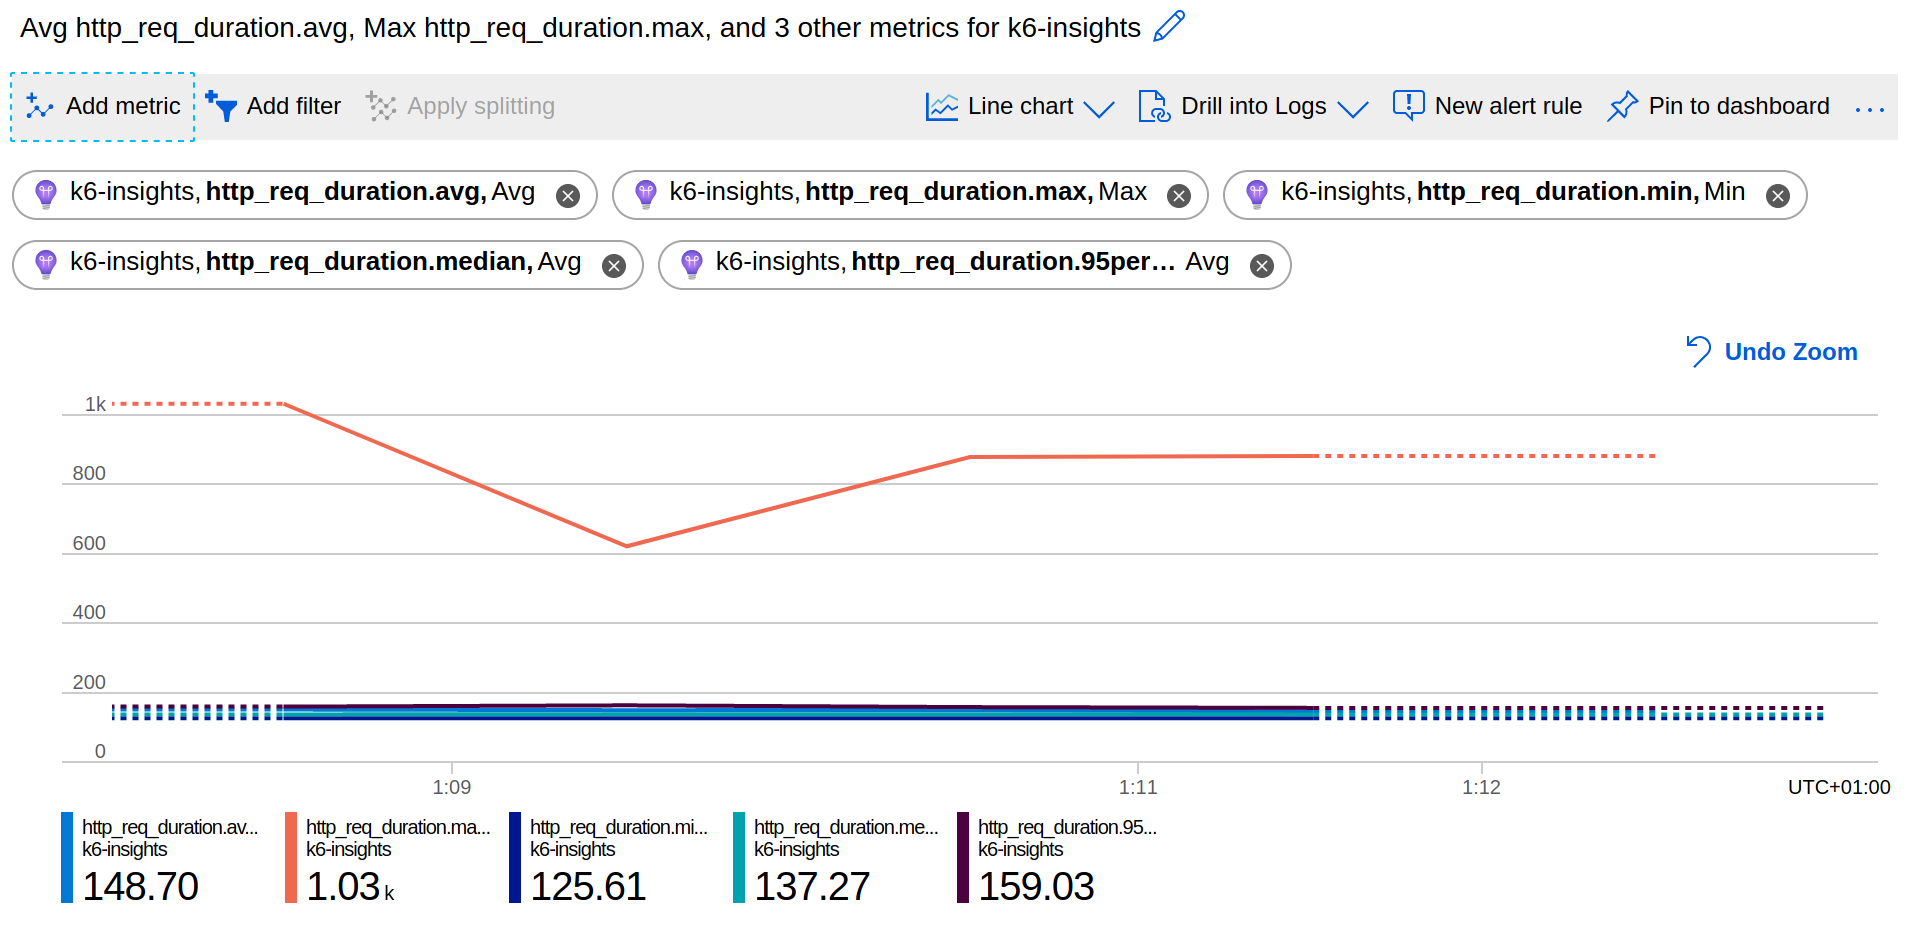 Avg http_req_duration.avg, Max http_req_duration.max, and 3 other metrics for k6-insights
Add metric Add filter Apply splitting Line chart Drill into Logs New alert rule Pin to dashboard ...
k6-insights, http_req_duration.avg, Avg k6-insights, http_req_duration.max, Max k6-insights, http_req_duration.min, Min
k6-insights, http_req_duration.median, Avg k6-insights, http_req_duration.95per... Avg
Undo Zoom
1k
800
600
400
200
0
1:09 1:11 1:12 UTC+01:00
http_req_duration.av... http_req_duration.ma... http_req_duration.mi... http_req_duration.me... http_req_duration.95...
k6-insights k6-insights k6-insights k6-insights k6-insights
148.70 1.03 k 125.61 137.27 159.03